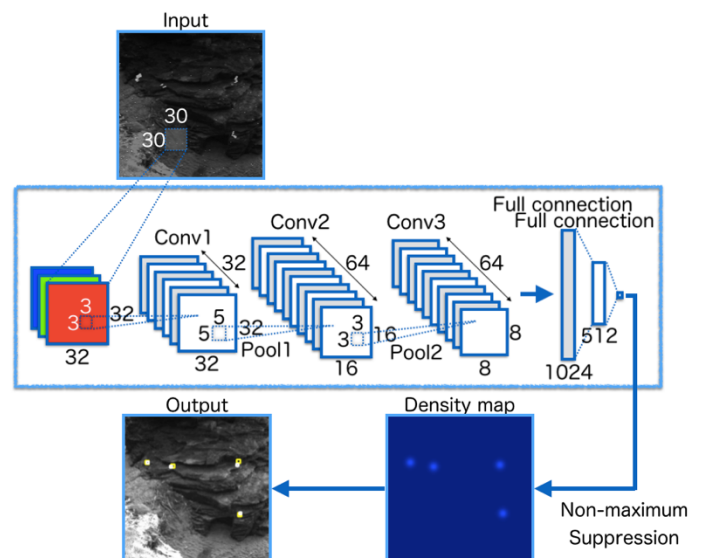 Input
30
30
Full connection
Full connection
Conv1
Conv2
Conv3
32
64
64
3
3
32
32
5
5
32
32
Pool1
3
3
16
16
Pool2
8
8
1024
512
Output
Density map
Non-maximum
Suppression